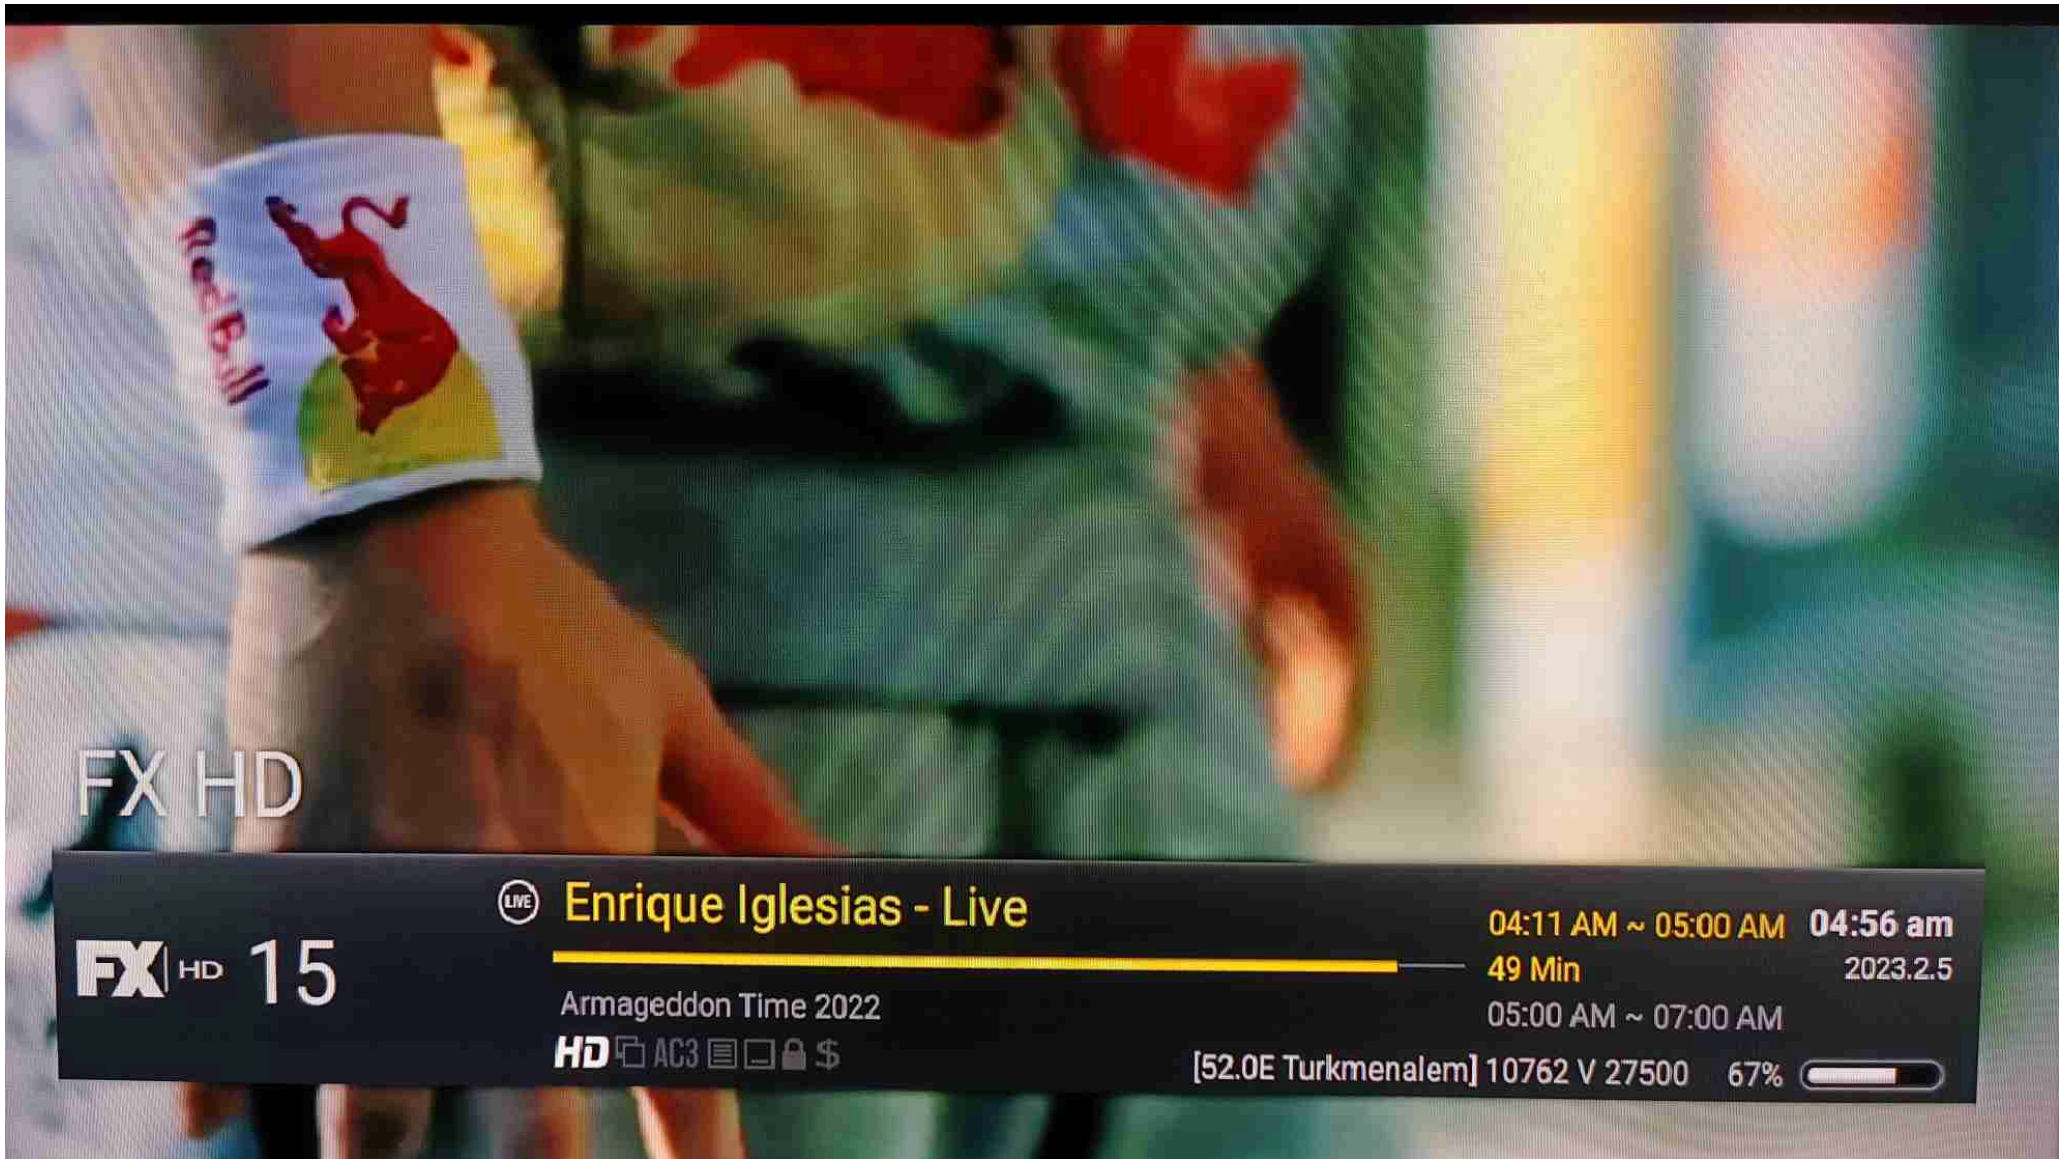 Red Bull
FX HD
LIVE Enrique Iglesias - Live
04:11 AM ~ 05:00 AM 04:56 am
FX HD 15
49 Min 2023.2.5
Armageddon Time 2022
05:00 AM ~ 07:00 AM
HD AC3 $
[52.0E Turkmenalem] 10762 V 27500 67%